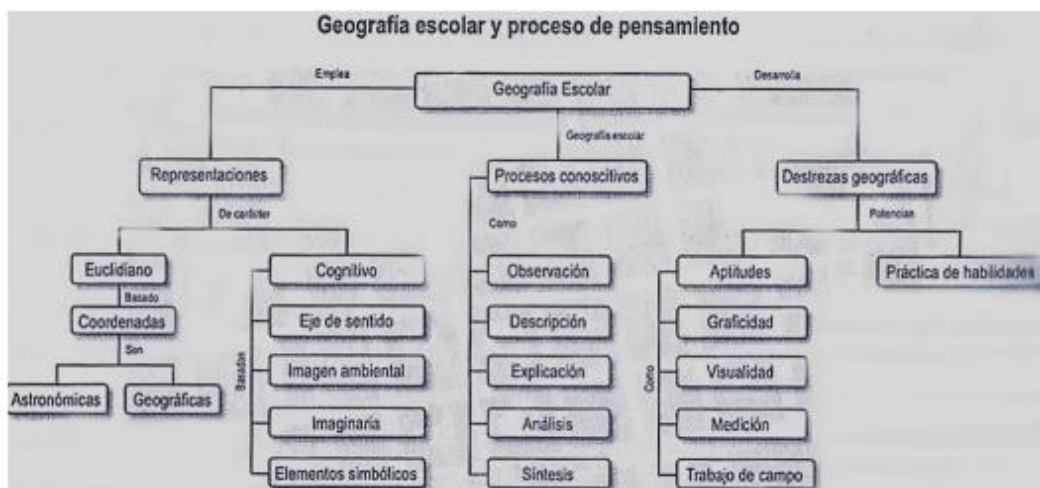 Geografía escolar y proceso de pensamiento
Emplea
Desarrolla
Geografía Escolar
Geografía escolar
Representaciones
Procesos conoscitivos
Destrezas geográficas
De carácter
Como
Potencian
Euclidiano
Cognitivo
Observación
Aptitudes
Práctica de habilidades
Basado
Coordenadas
Eje de sentido
Descripción
Graficidad
Son
Basadas
Imagen ambiental
Explicación
Como
Visualidad
Astronómicas
Geográficas
Imaginaria
Análisis
Medición
Elementos simbólicos
Síntesis
Trabajo de campo